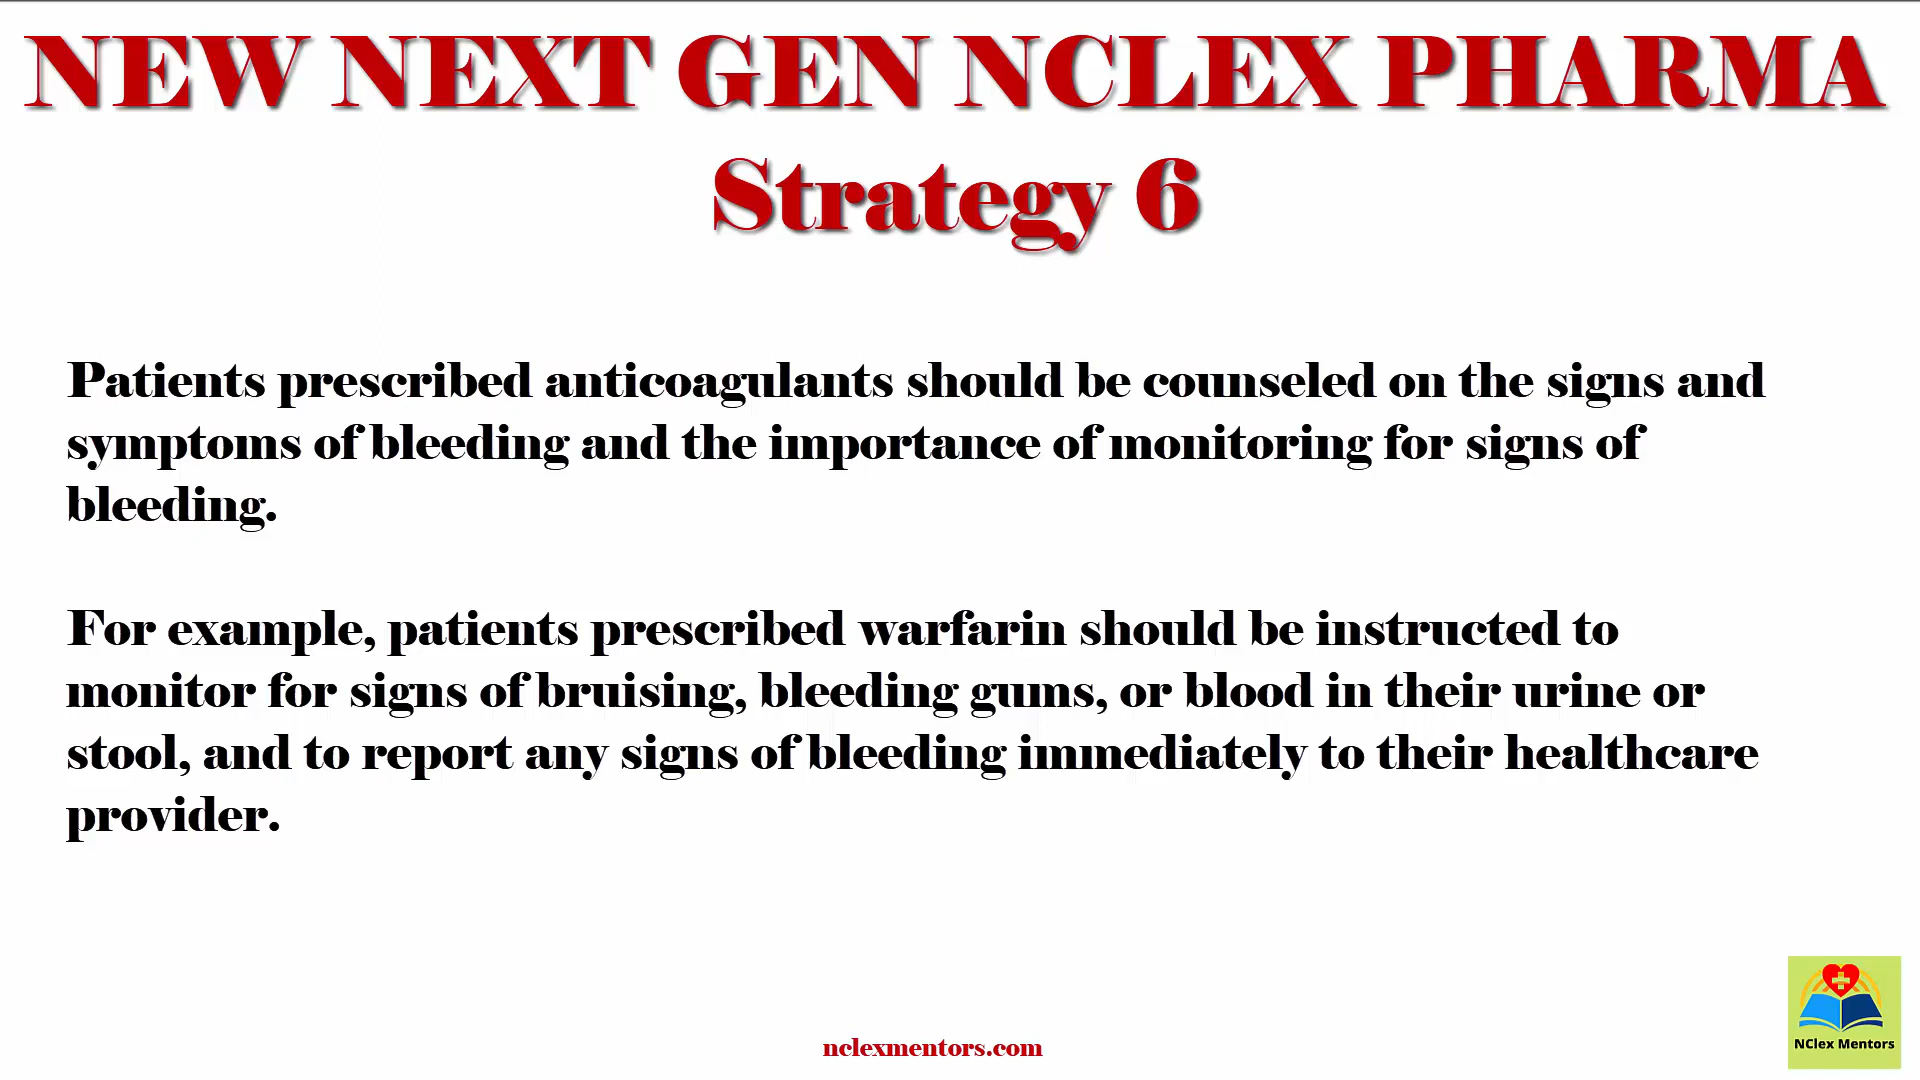 NEW NEXT GEN NCLEX PHARMA
Strategy 6
Patients prescribed anticoagulants should be counseled on the signs and
symptoms of bleeding and the importance of monitoring for signs of
bleeding.
For example, patients prescribed warfarin should be instructed to
monitor for signs of bruising, bleeding gums, or blood in their urine or
stool, and to report any signs of bleeding immediately to their healthcare
provider.
nclexmentors.com
NClex Mentors